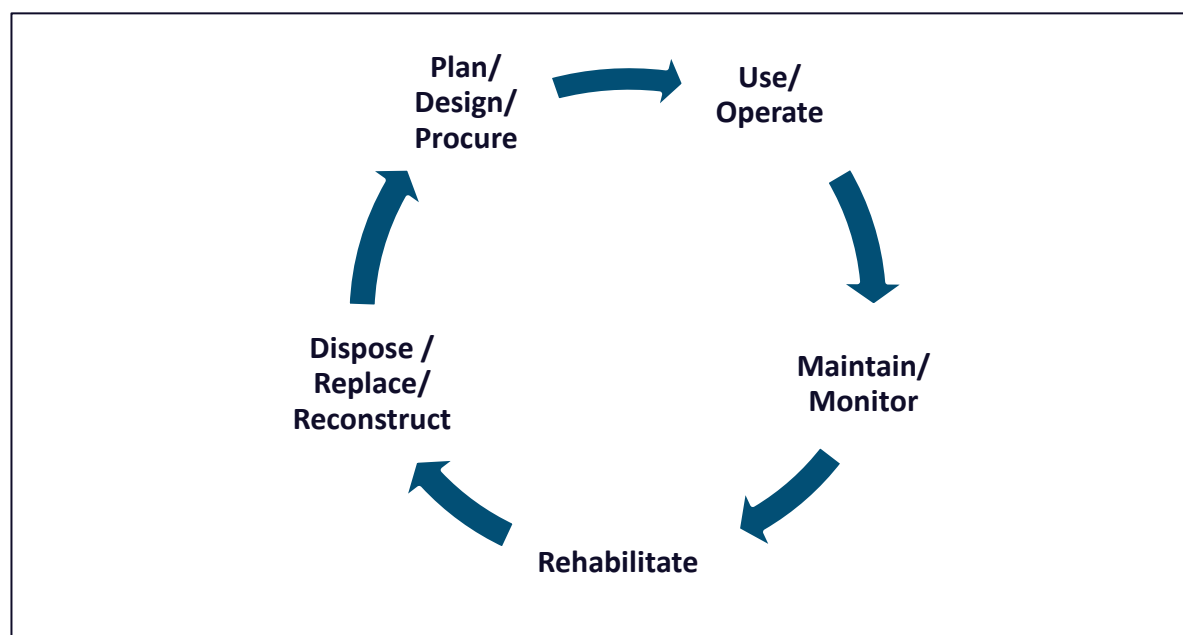 Plan/
Design/
Procure
Use/
Operate
Maintain/
Monitor
Rehabilitate
Dispose /
Replace/
Reconstruct